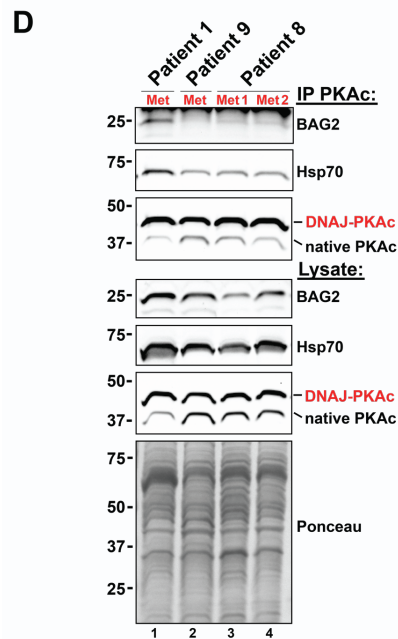 D
Patient 1
Patient 9
Patient 8
Met Met Met 1 Met 2
IP PKAc:
25- BAG2
75- Hsp70
50- DNAJ-PKAc
37- native PKAc
Lysate:
25- BAG2
75- Hsp70
50- DNAJ-PKAc
37- native PKAc
75-
50- Ponceau
37-
25-
1 2 3 4